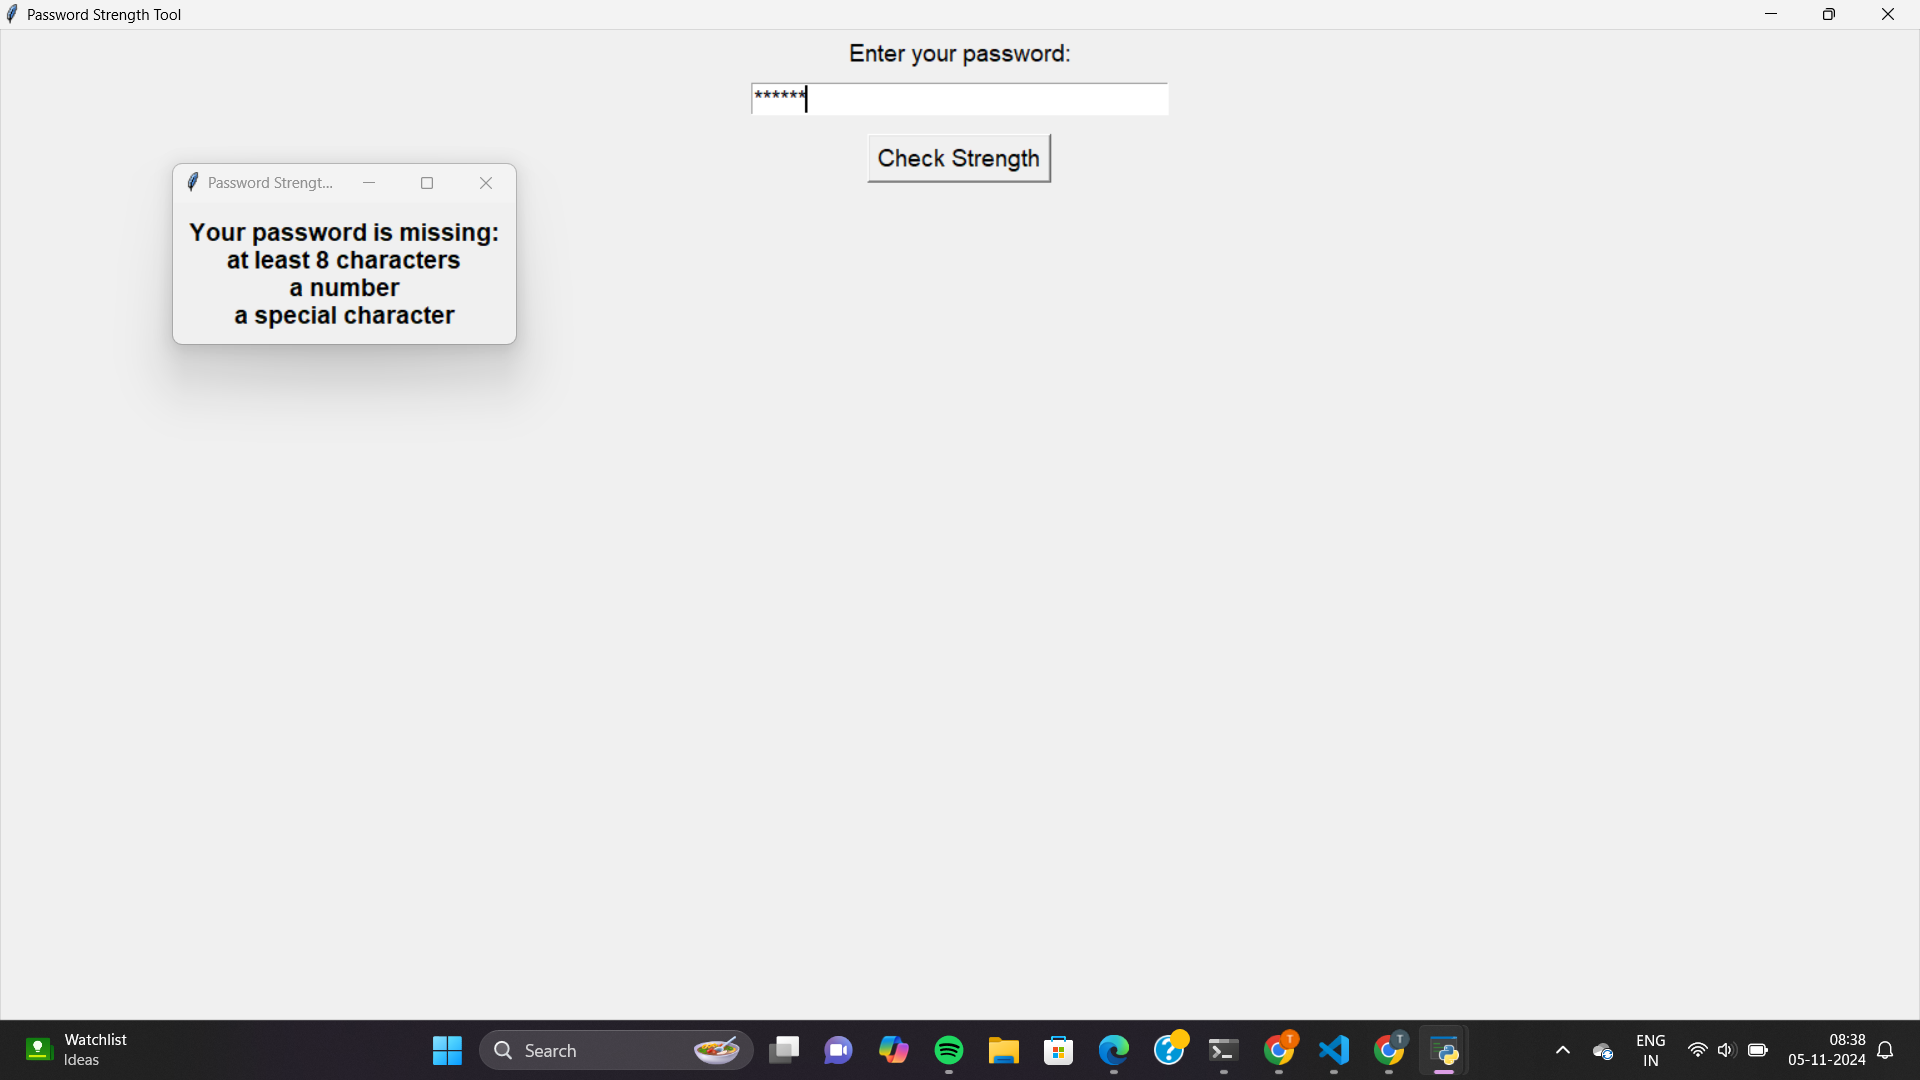 Password Strength Tool
Enter your password:
******
Check Strength
Password Strengt...
Your password is missing:
at least 8 characters
a number
a special character
Watchlist
Ideas
Search
T
T
ENG
IN
08:38
05-11-2024